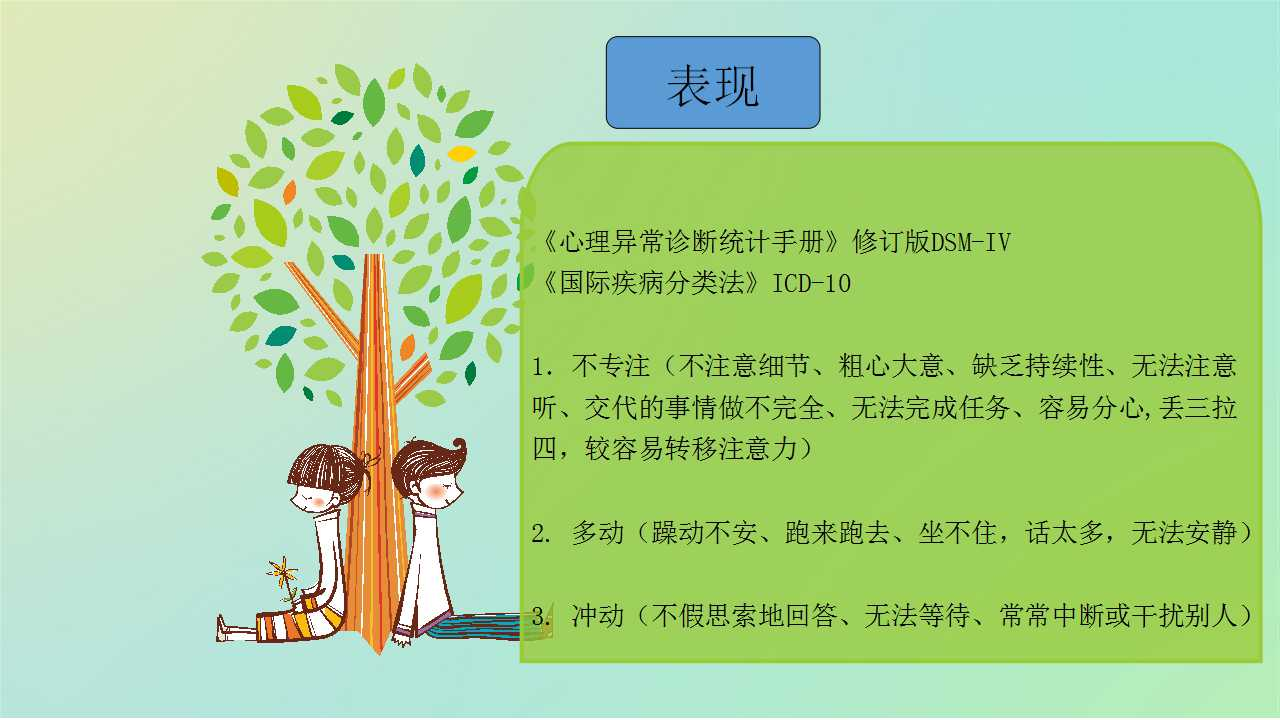 表现
《心理异常诊断统计手册》修订版DSM-IV
《国际疾病分类法》ICD-10
1. 不专注（不注意细节、粗心大意、缺乏持续性、无法注意
听、交代的事情做不完全、无法完成任务、容易分心,丢三拉
四，较容易转移注意力）
2. 多动（躁动不安、跑来跑去、坐不住，话太多，无法安静）
3. 冲动（不假思索地回答、无法等待、常常中断或干扰别人）